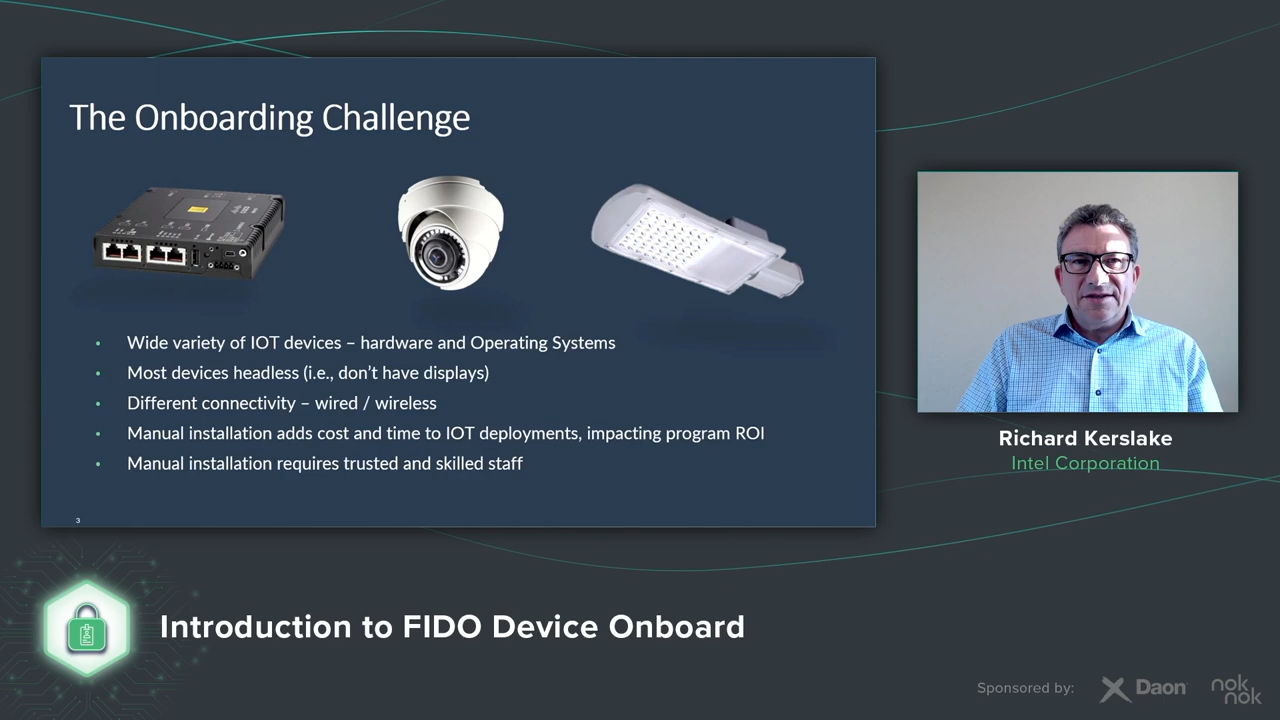 The Onboarding Challenge
• Wide variety of IOT devices – hardware and Operating Systems
• Most devices headless (i.e., don’t have displays)
• Different connectivity – wired / wireless
• Manual installation adds cost and time to IOT deployments, impacting program ROI
• Manual installation requires trusted and skilled staff
3
Richard Kerslake
Intel Corporation
Introduction to FIDO Device Onboard
Sponsored by:
Daon
nok
nok